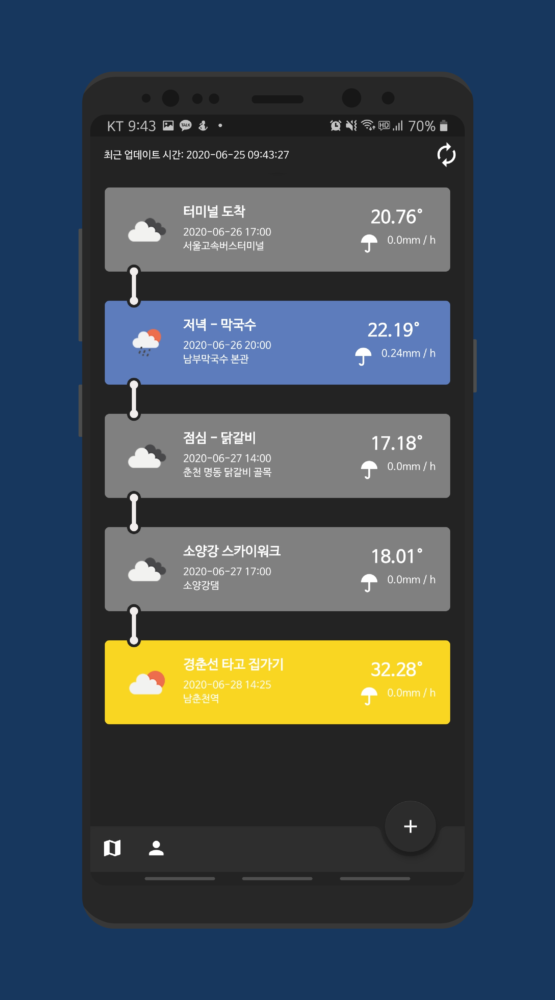 KT 9:43 TALK HD 70%
최근 업데이트 시간: 2020-06-25 09:43:27
터미널 도착
2020-06-26 17:00
서울고속버스터미널
20.76°
0.0mm / h
저녁 - 막국수
2020-06-26 20:00
남부막국수 본관
22.19°
0.24mm / h
점심 - 닭갈비
2020-06-27 14:00
춘천 명동 닭갈비 골목
17.18°
0.0mm / h
소양강 스카이워크
2020-06-27 17:00
소양강댐
18.01°
0.0mm / h
경춘선 타고 집가기
2020-06-28 14:25
남춘천역
32.28°
0.0mm / h
+